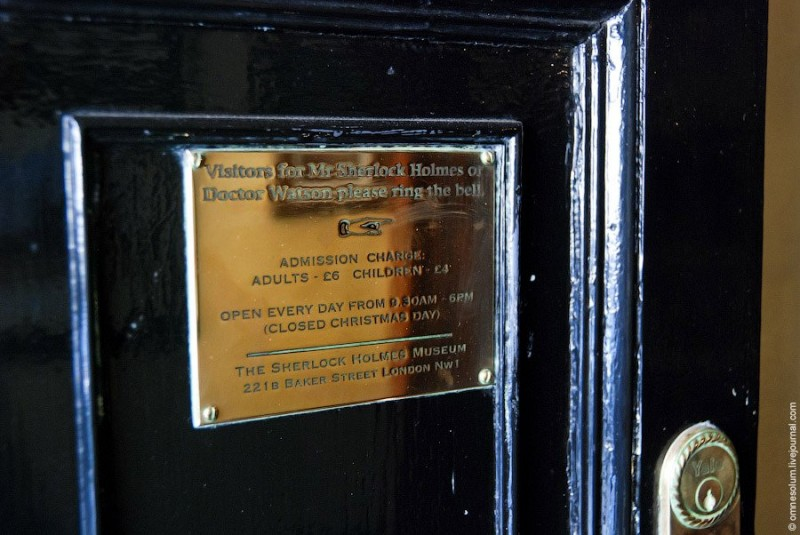 Visitors for Mr Sherlock Holmes or
Doctor Watson please ring the bell.
ADMISSION CHARGE:
ADULTS - £6 CHILDREN - £4
OPEN EVERY DAY FROM 9.30AM - 6PM
(CLOSED CHRISTMAS DAY)
THE SHERLOCK HOLMES MUSEUM
221B BAKER STREET LONDON NW1
Yale
© omnesolum.livejournal.com